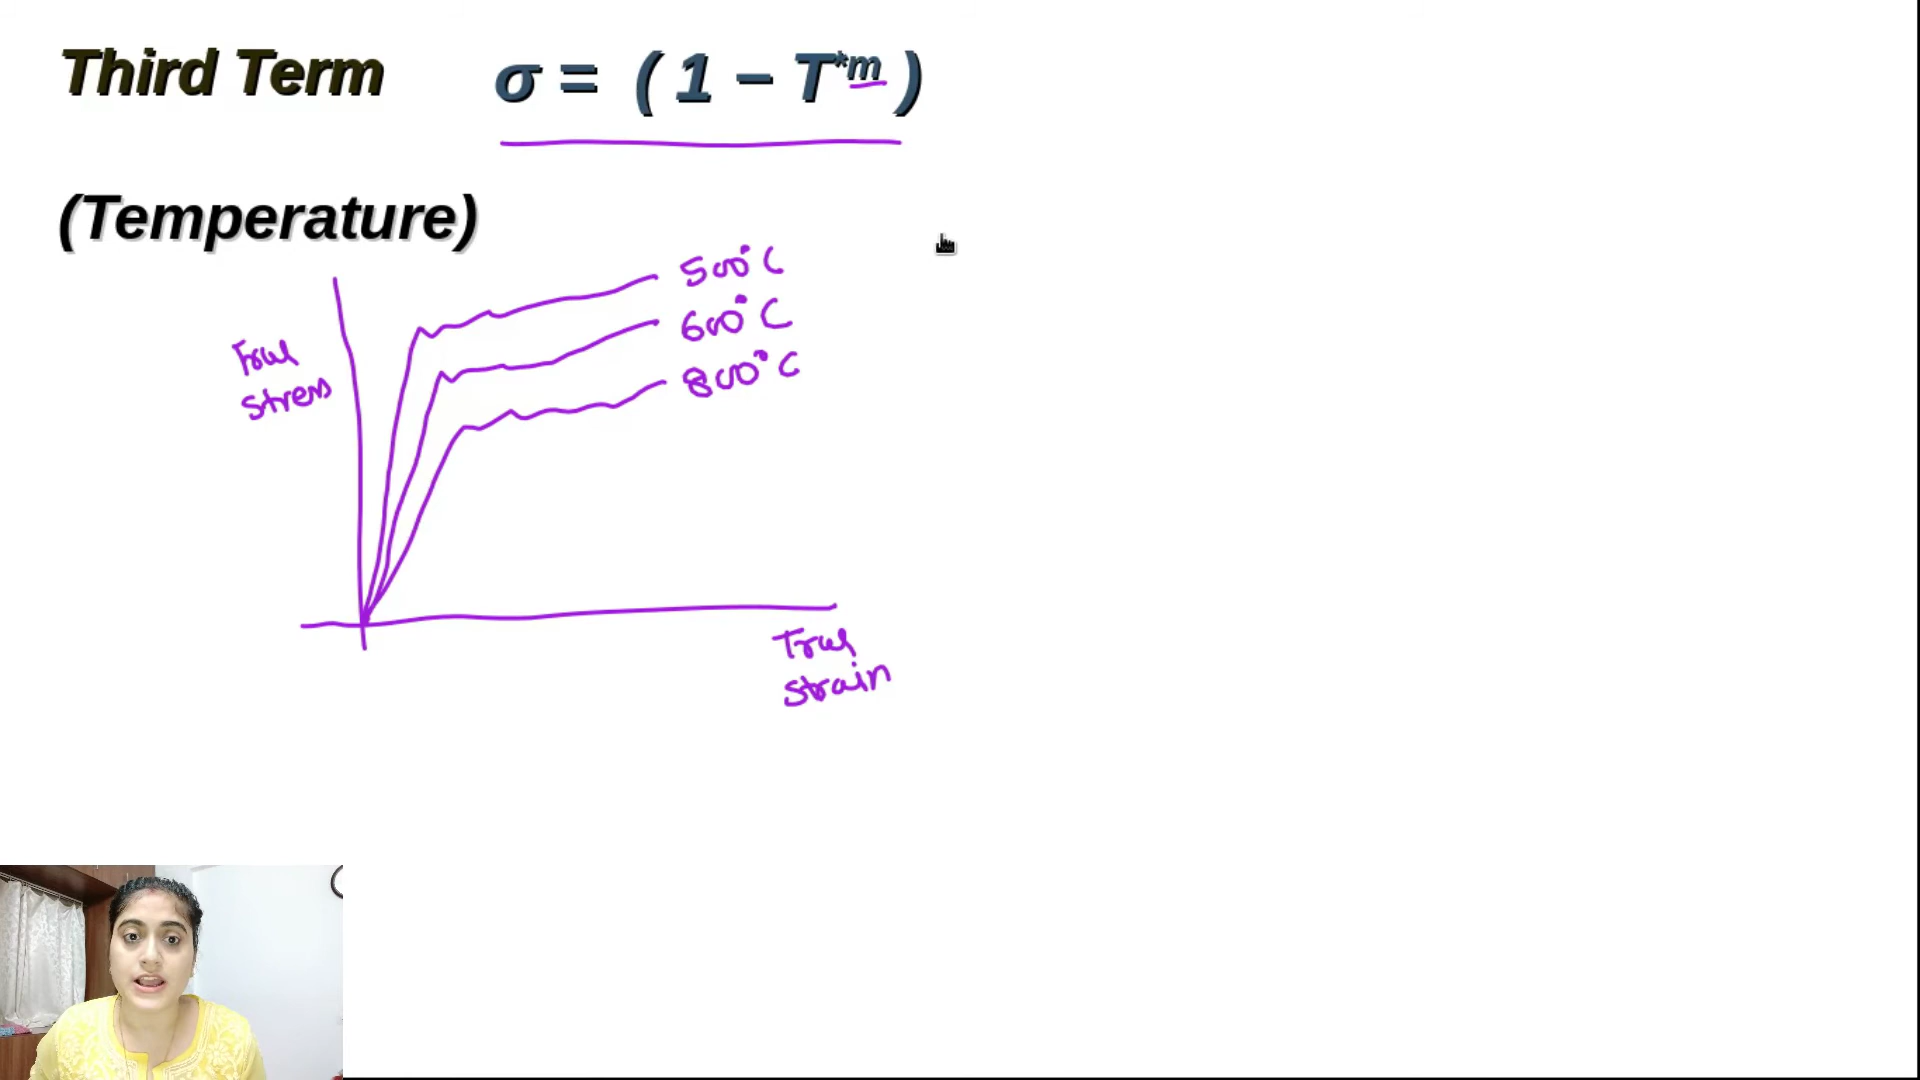 Third Term
σ = ( 1 – T*m )
(Temperature)
500°C
600°C
800°C
True
stress
True
strain